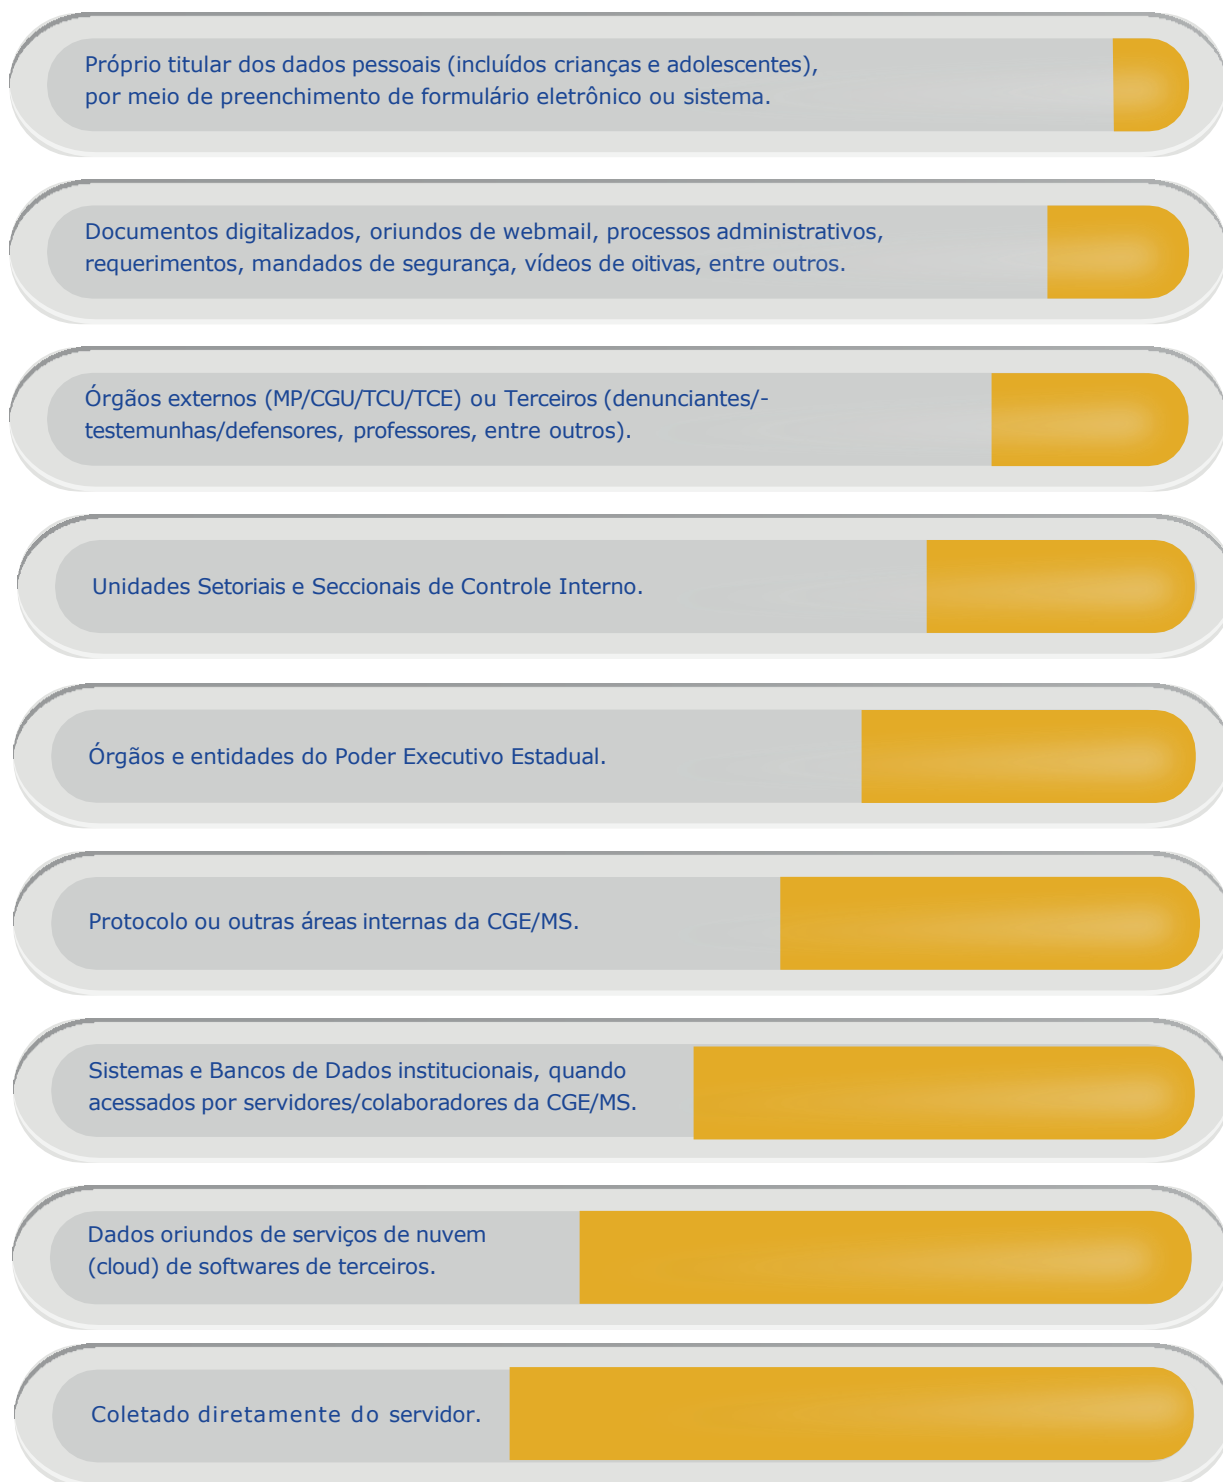 Próprio titular dos dados pessoais (incluídos crianças e adolescentes),
por meio de preenchimento de formulário eletrônico ou sistema.
Documentos digitalizados, oriundos de webmail, processos administrativos,
requerimentos, mandados de segurança, vídeos de oitivas, entre outros.
Órgãos externos (MP/CGU/TCU/TCE) ou Terceiros (denunciantes/-
testemunhas/defensores, professores, entre outros).
Unidades Setoriais e Seccionais de Controle Interno.
Órgãos e entidades do Poder Executivo Estadual.
Protocolo ou outras áreas internas da CGE/MS.
Sistemas e Bancos de Dados institucionais, quando
acessados por servidores/colaboradores da CGE/MS.
Dados oriundos de serviços de nuvem
(cloud) de softwares de terceiros.
Coletado diretamente do servidor.